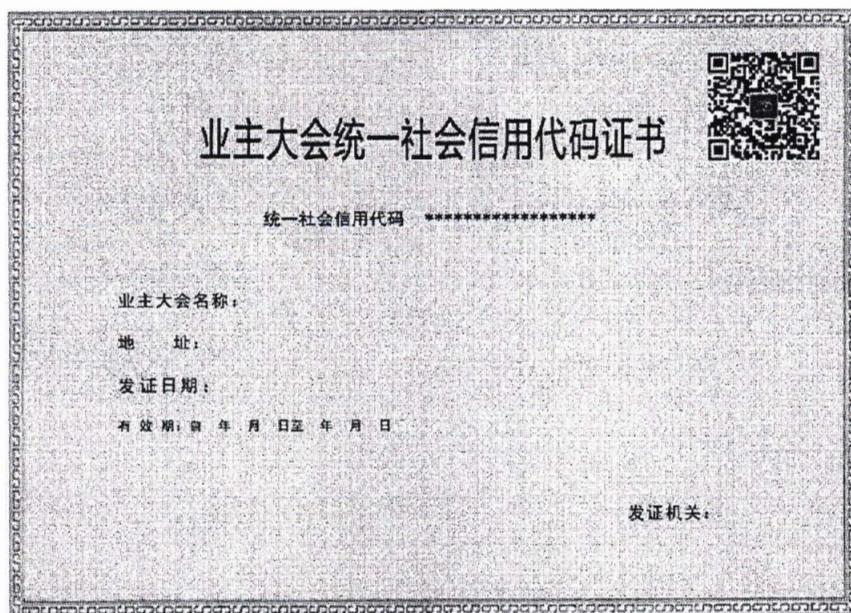 业主大会统一社会信用代码证书
统一社会信用代码 ******************
业主大会名称：
地 址：
发证日期：
有 效 期：自 年 月 日至 年 月 日
发证机关：